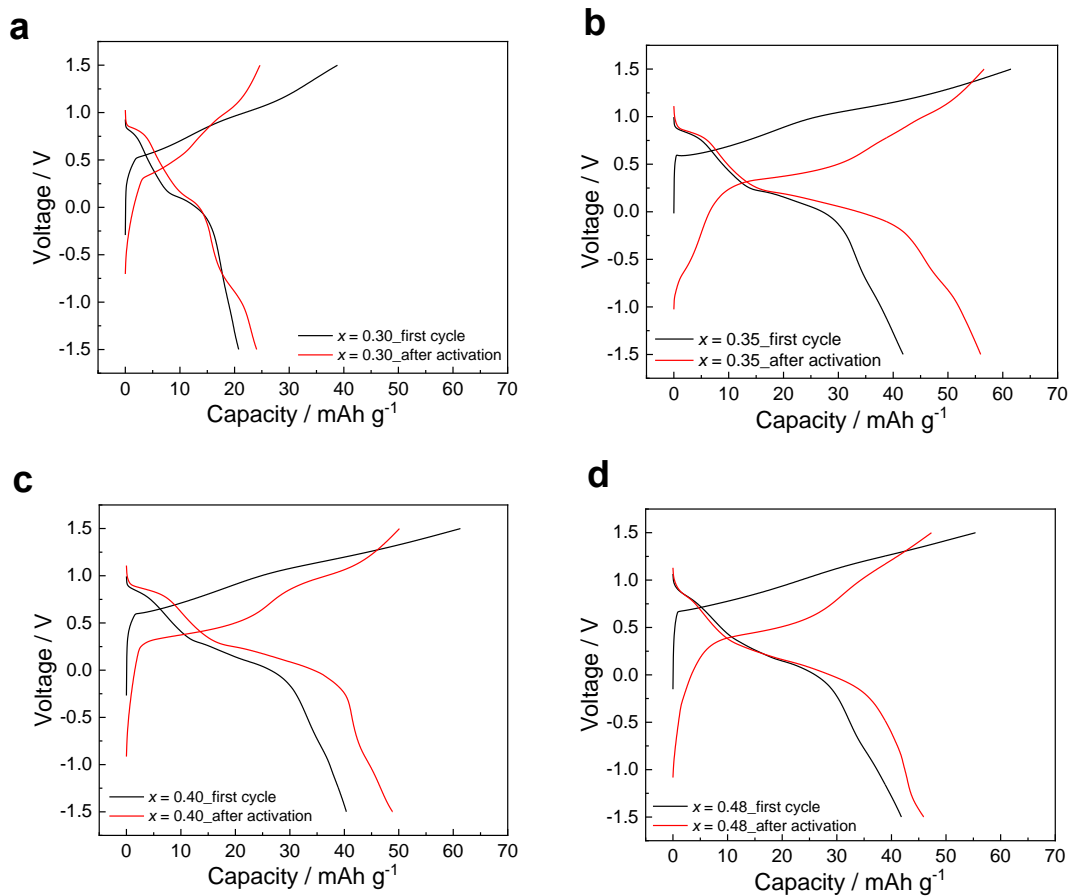 a
1.5
1.0
0.5
0.0
-0.5
-1.0
-1.5
Voltage / V
x = 0.30_first cycle
x = 0.30_after activation
0 10 20 30 40 50 60 70
Capacity / mAh g-1
b
1.5
1.0
0.5
0.0
-0.5
-1.0
-1.5
Voltage / V
x = 0.35_first cycle
x = 0.35_after activation
0 10 20 30 40 50 60 70
Capacity / mAh g-1
c
1.5
1.0
0.5
0.0
-0.5
-1.0
-1.5
Voltage / V
x = 0.40_first cycle
x = 0.40_after activation
0 10 20 30 40 50 60 70
Capacity / mAh g-1
d
1.5
1.0
0.5
0.0
-0.5
-1.0
-1.5
Voltage / V
x = 0.48_first cycle
x = 0.48_after activation
0 10 20 30 40 50 60 70
Capacity / mAh g-1